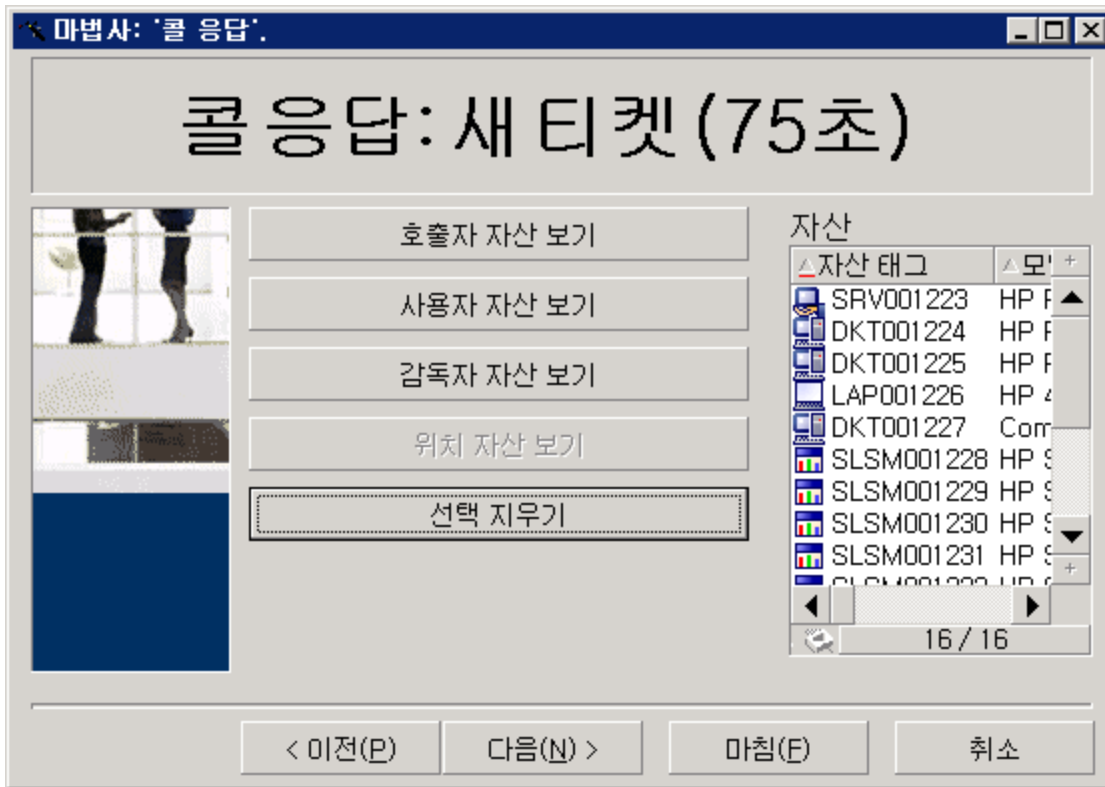 마법사: '콜 응답'.
콜 응답: 새 티켓 (75초)
호출자 자산 보기
사용자 자산 보기
감독자 자산 보기
위치 자산 보기
선택 지우기
자산
자산 태그
SRV001223 HP
DKT001224 HP
DKT001225 HP
LAP001226 HP
DKT001227
SLSM001228 HP
SLSM001229 HP
SLSM001230 HP
SLSM001231 HP
16 / 16
< 이전(P) 다음(N) > 마침(F) 취소